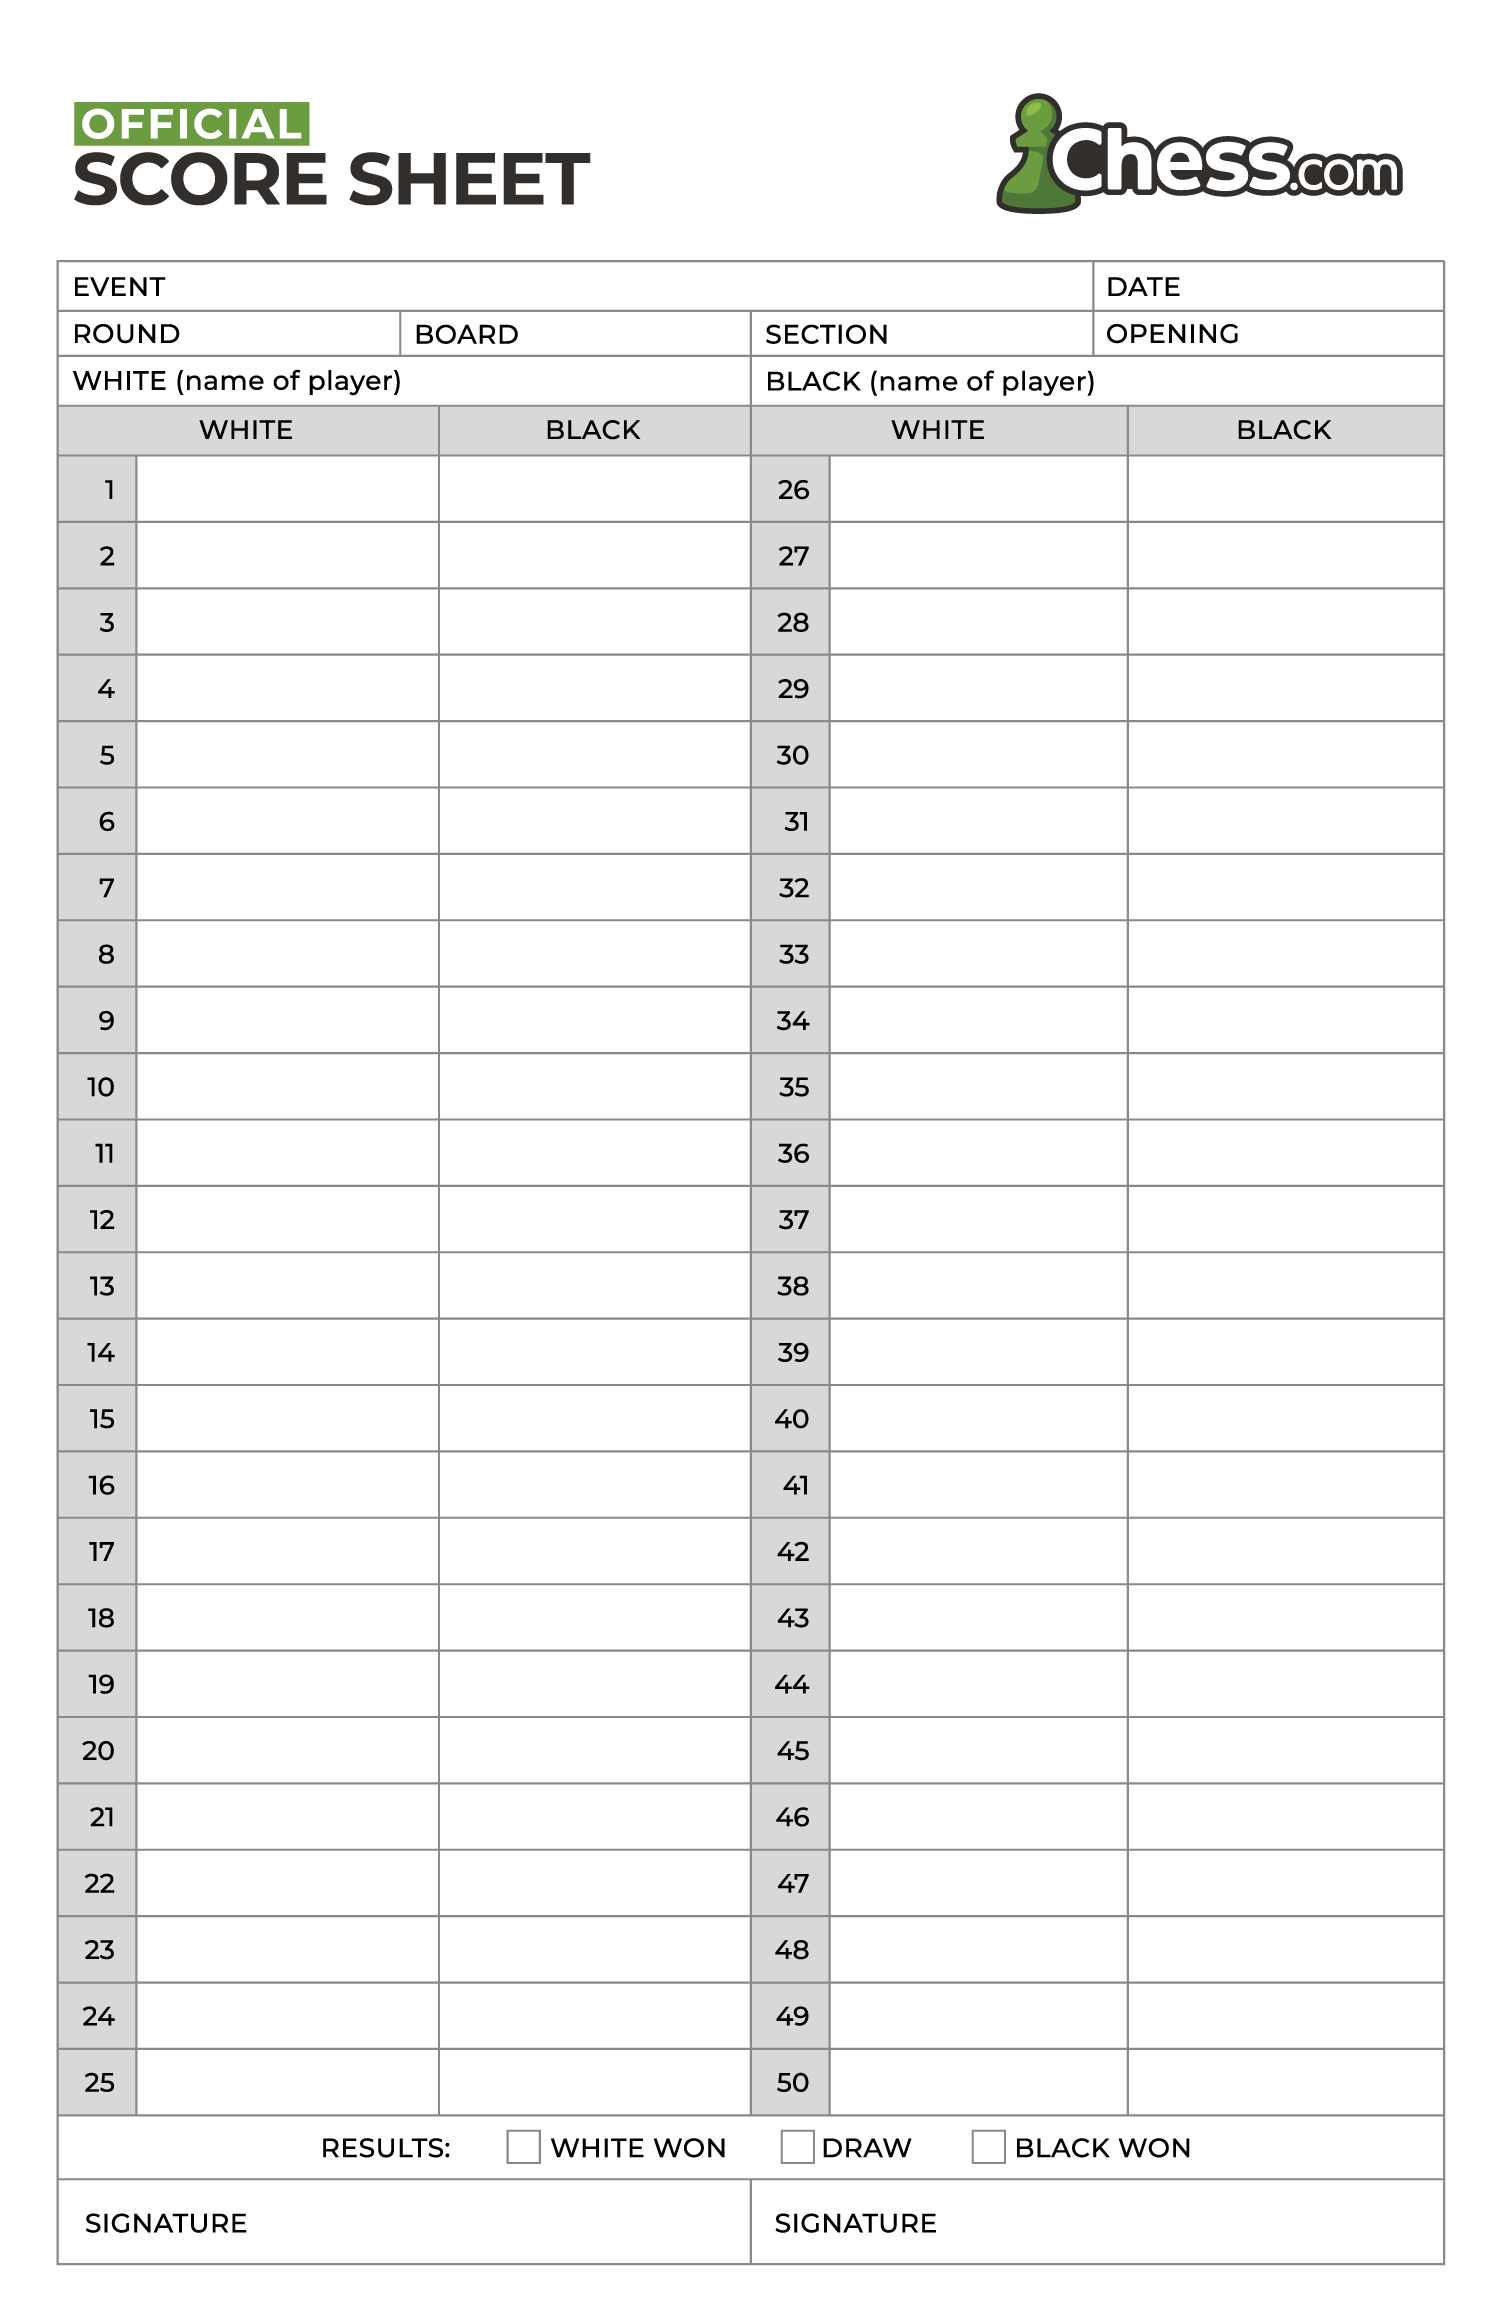 OFFICIAL
SCORE SHEET
Chess.com
EVENT DATE
ROUND BOARD SECTION OPENING
WHITE (name of player) BLACK (name of player)
WHITE BLACK WHITE BLACK
1 26
2 27
3 28
4 29
5 30
6 31
7 32
8 33
9 34
10 35
11 36
12 37
13 38
14 39
15 40
16 41
17 42
18 43
19 44
20 45
21 46
22 47
23 48
24 49
25 50
RESULTS: WHITE WON DRAW BLACK WON
SIGNATURE SIGNATURE